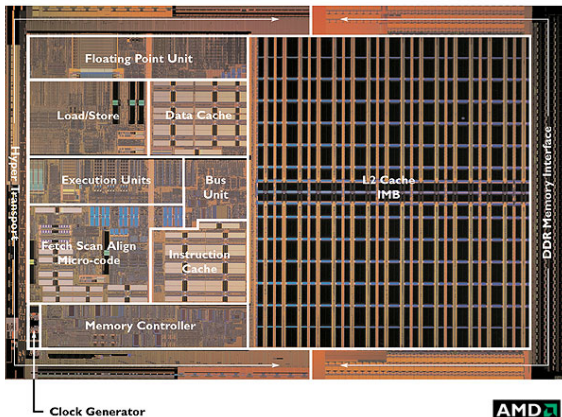 Floating Point Unit
Load/Store
Data Cache
Hyper Transport
Execution Units
Bus
Unit
L2 Cache
1MB
DDR Memory Interface
Fetch Scan Align
Micro-code
Instruction
Cache
Memory Controller
Clock Generator
AMD